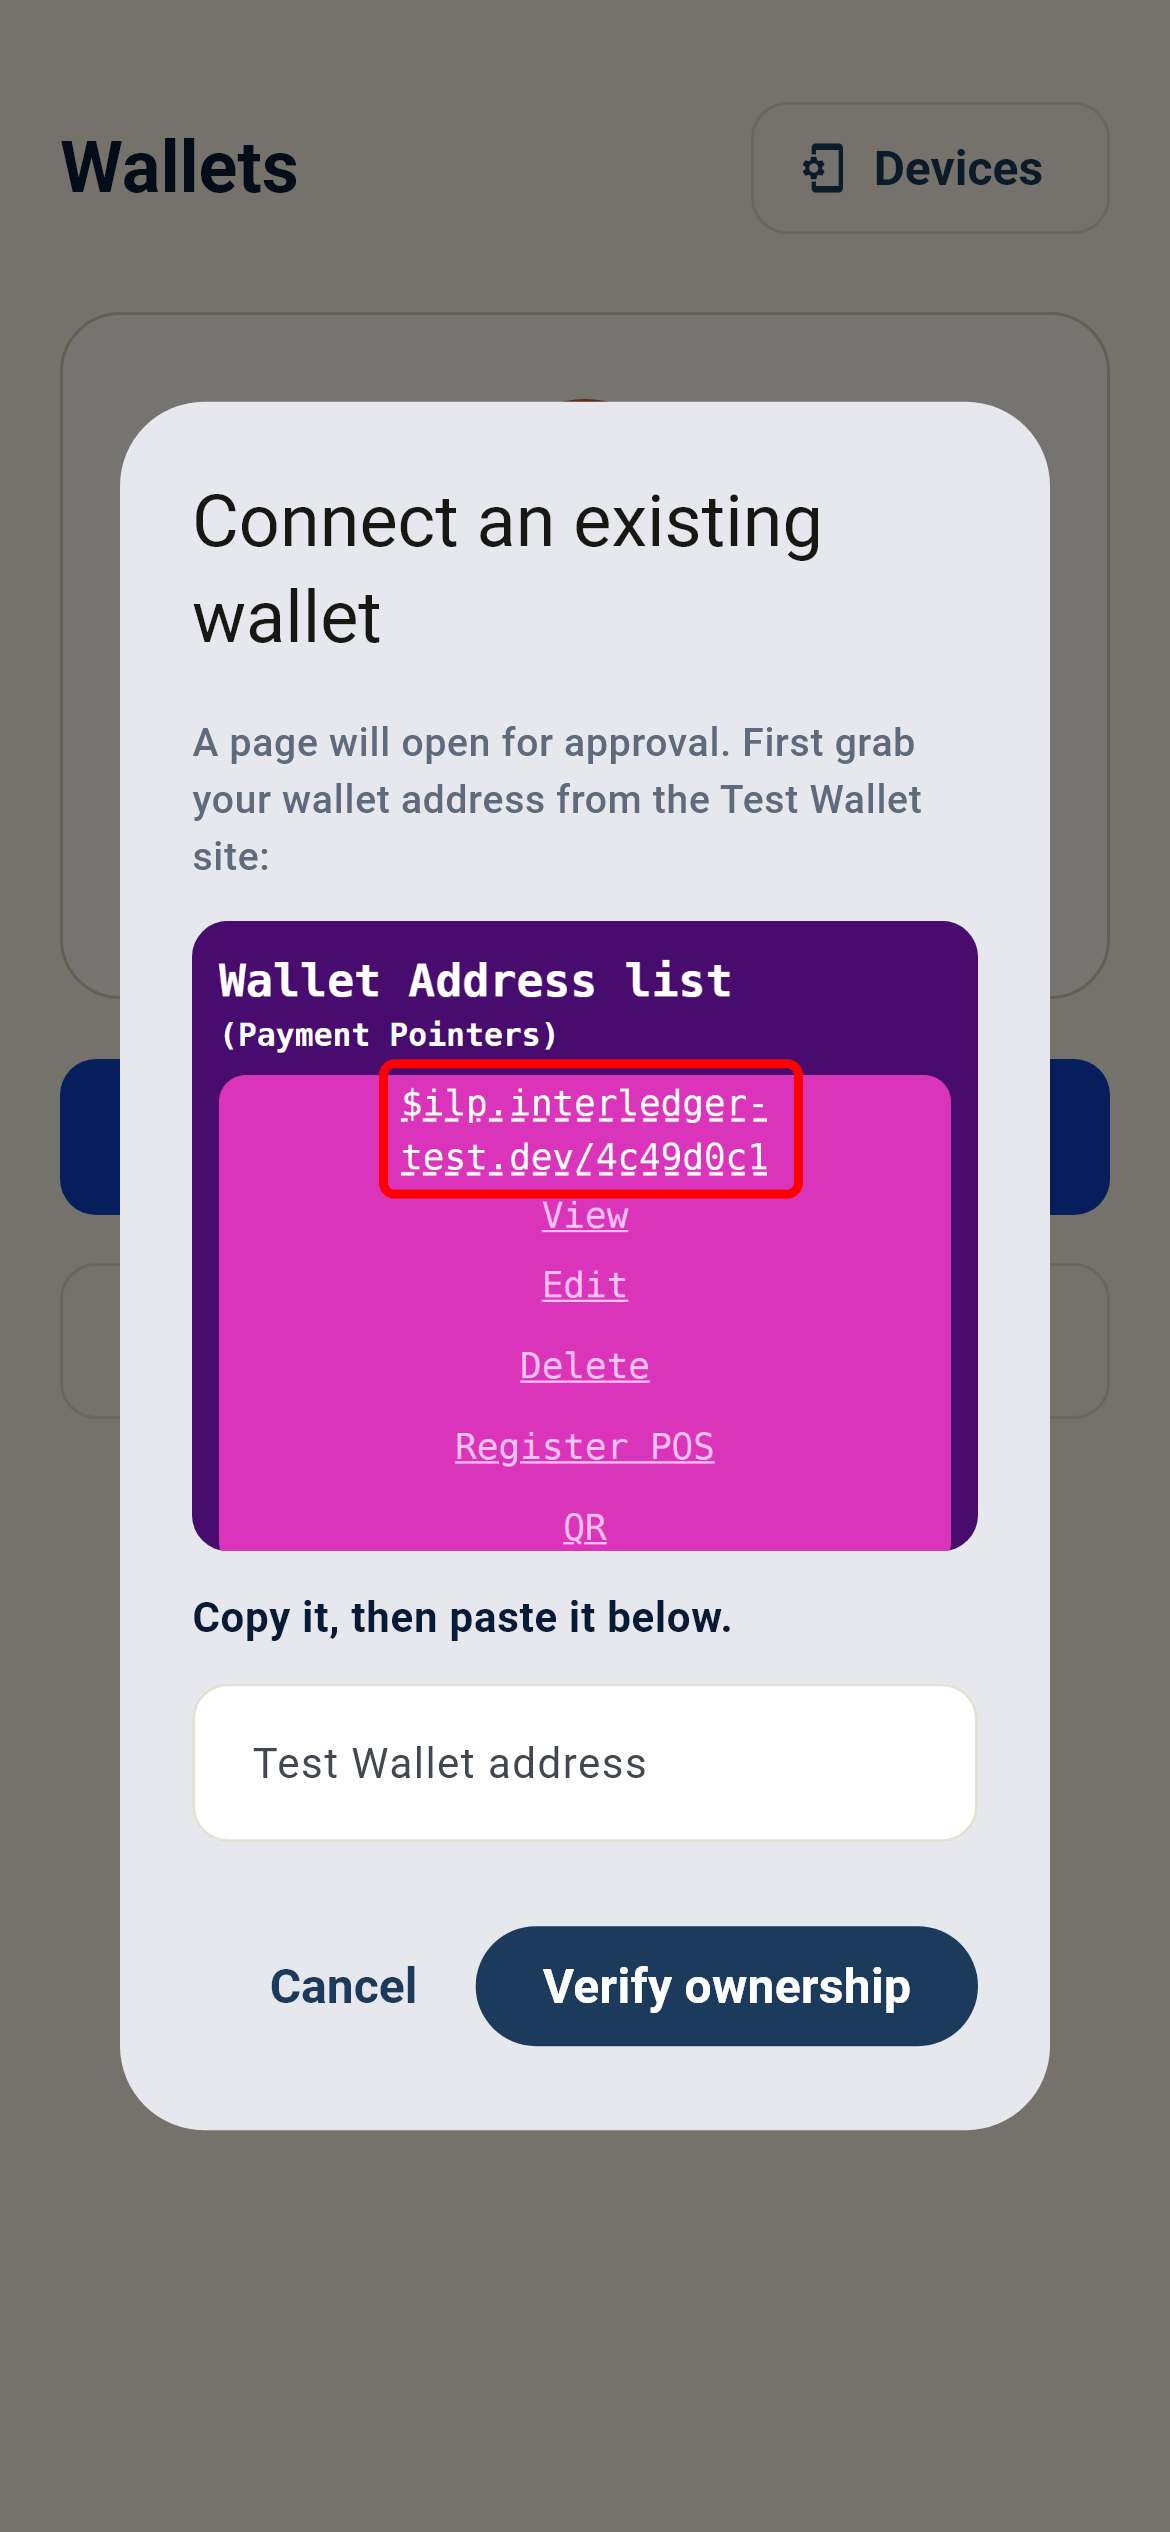 Wallets
Devices
Connect an existing
wallet
A page will open for approval. First grab
your wallet address from the Test Wallet
site:
Wallet Address list
(Payment Pointers)
$ilp.interledger-
test.dev/4c49d0c1
View
Edit
Delete
Register POS
QR
Copy it, then paste it below.
Test Wallet address
Cancel
Verify ownership